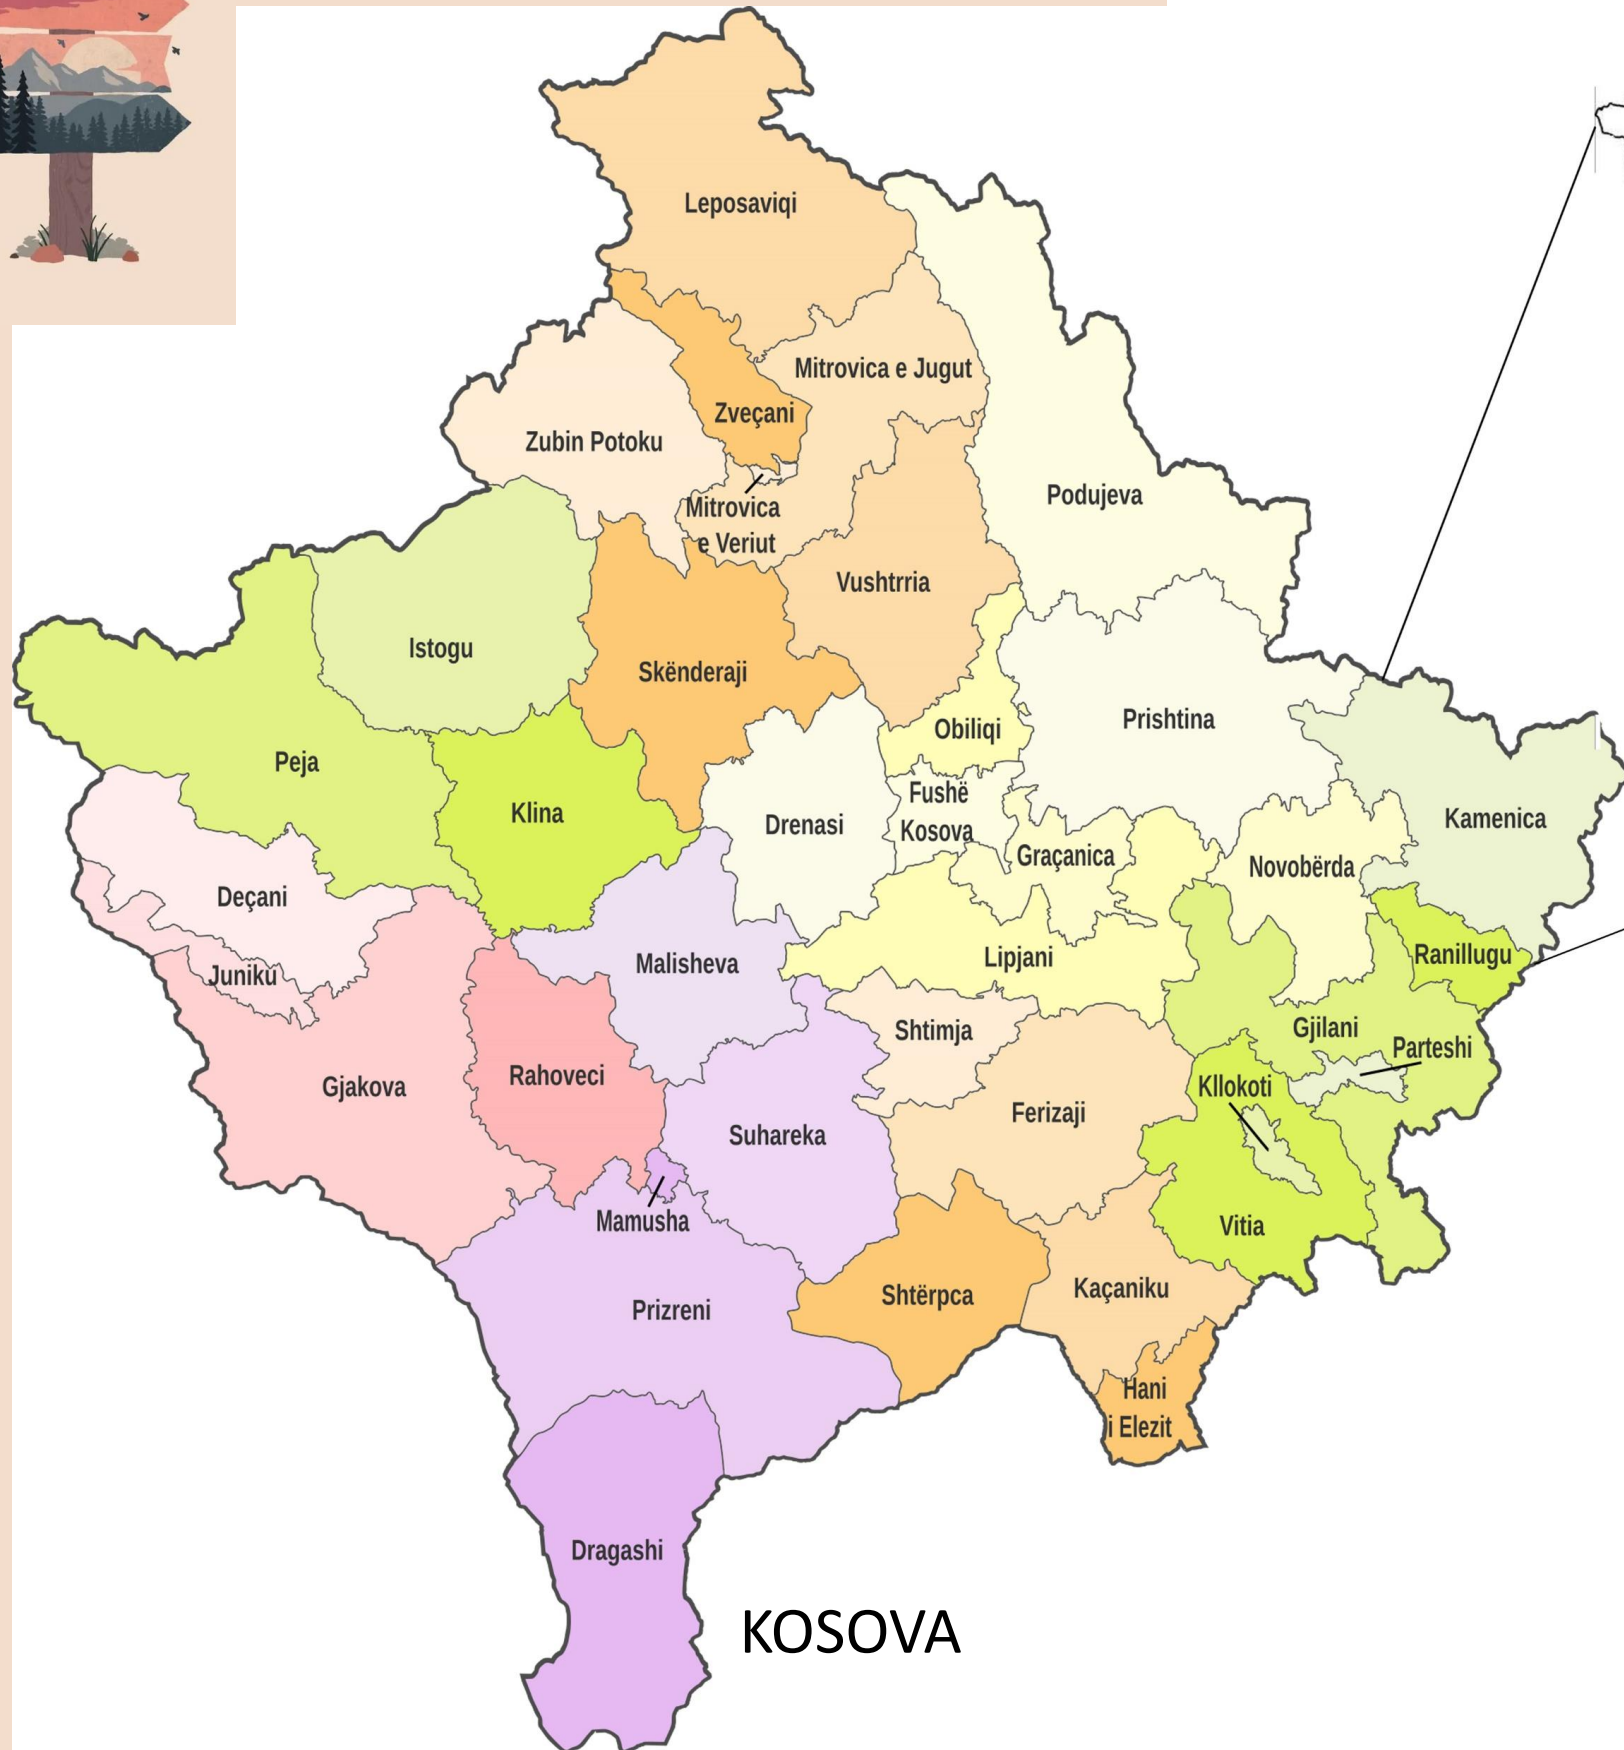 Leposaviqi
Mitrovica e Jugut
Zveçani
Zubin Potoku
Mitrovica
e Veriut
Podujeva
Vushtrria
Istogu
Skënderaji
Obiliqi
Prishtina
Peja
Klina
Drenasi
Fushë
Kosova
Graçanica
Novobërda
Kamenica
Deçani
Juniku
Malisheva
Lipjani
Ranillugu
Shtimja
Gjilani
Parteshi
Gjakova
Rahoveci
Kllokoti
Ferizaji
Suhareka
Mamusha
Vitia
Prizreni
Shtërpca
Kaçaniku
Hani
i Elezit
Dragashi
KOSOVA